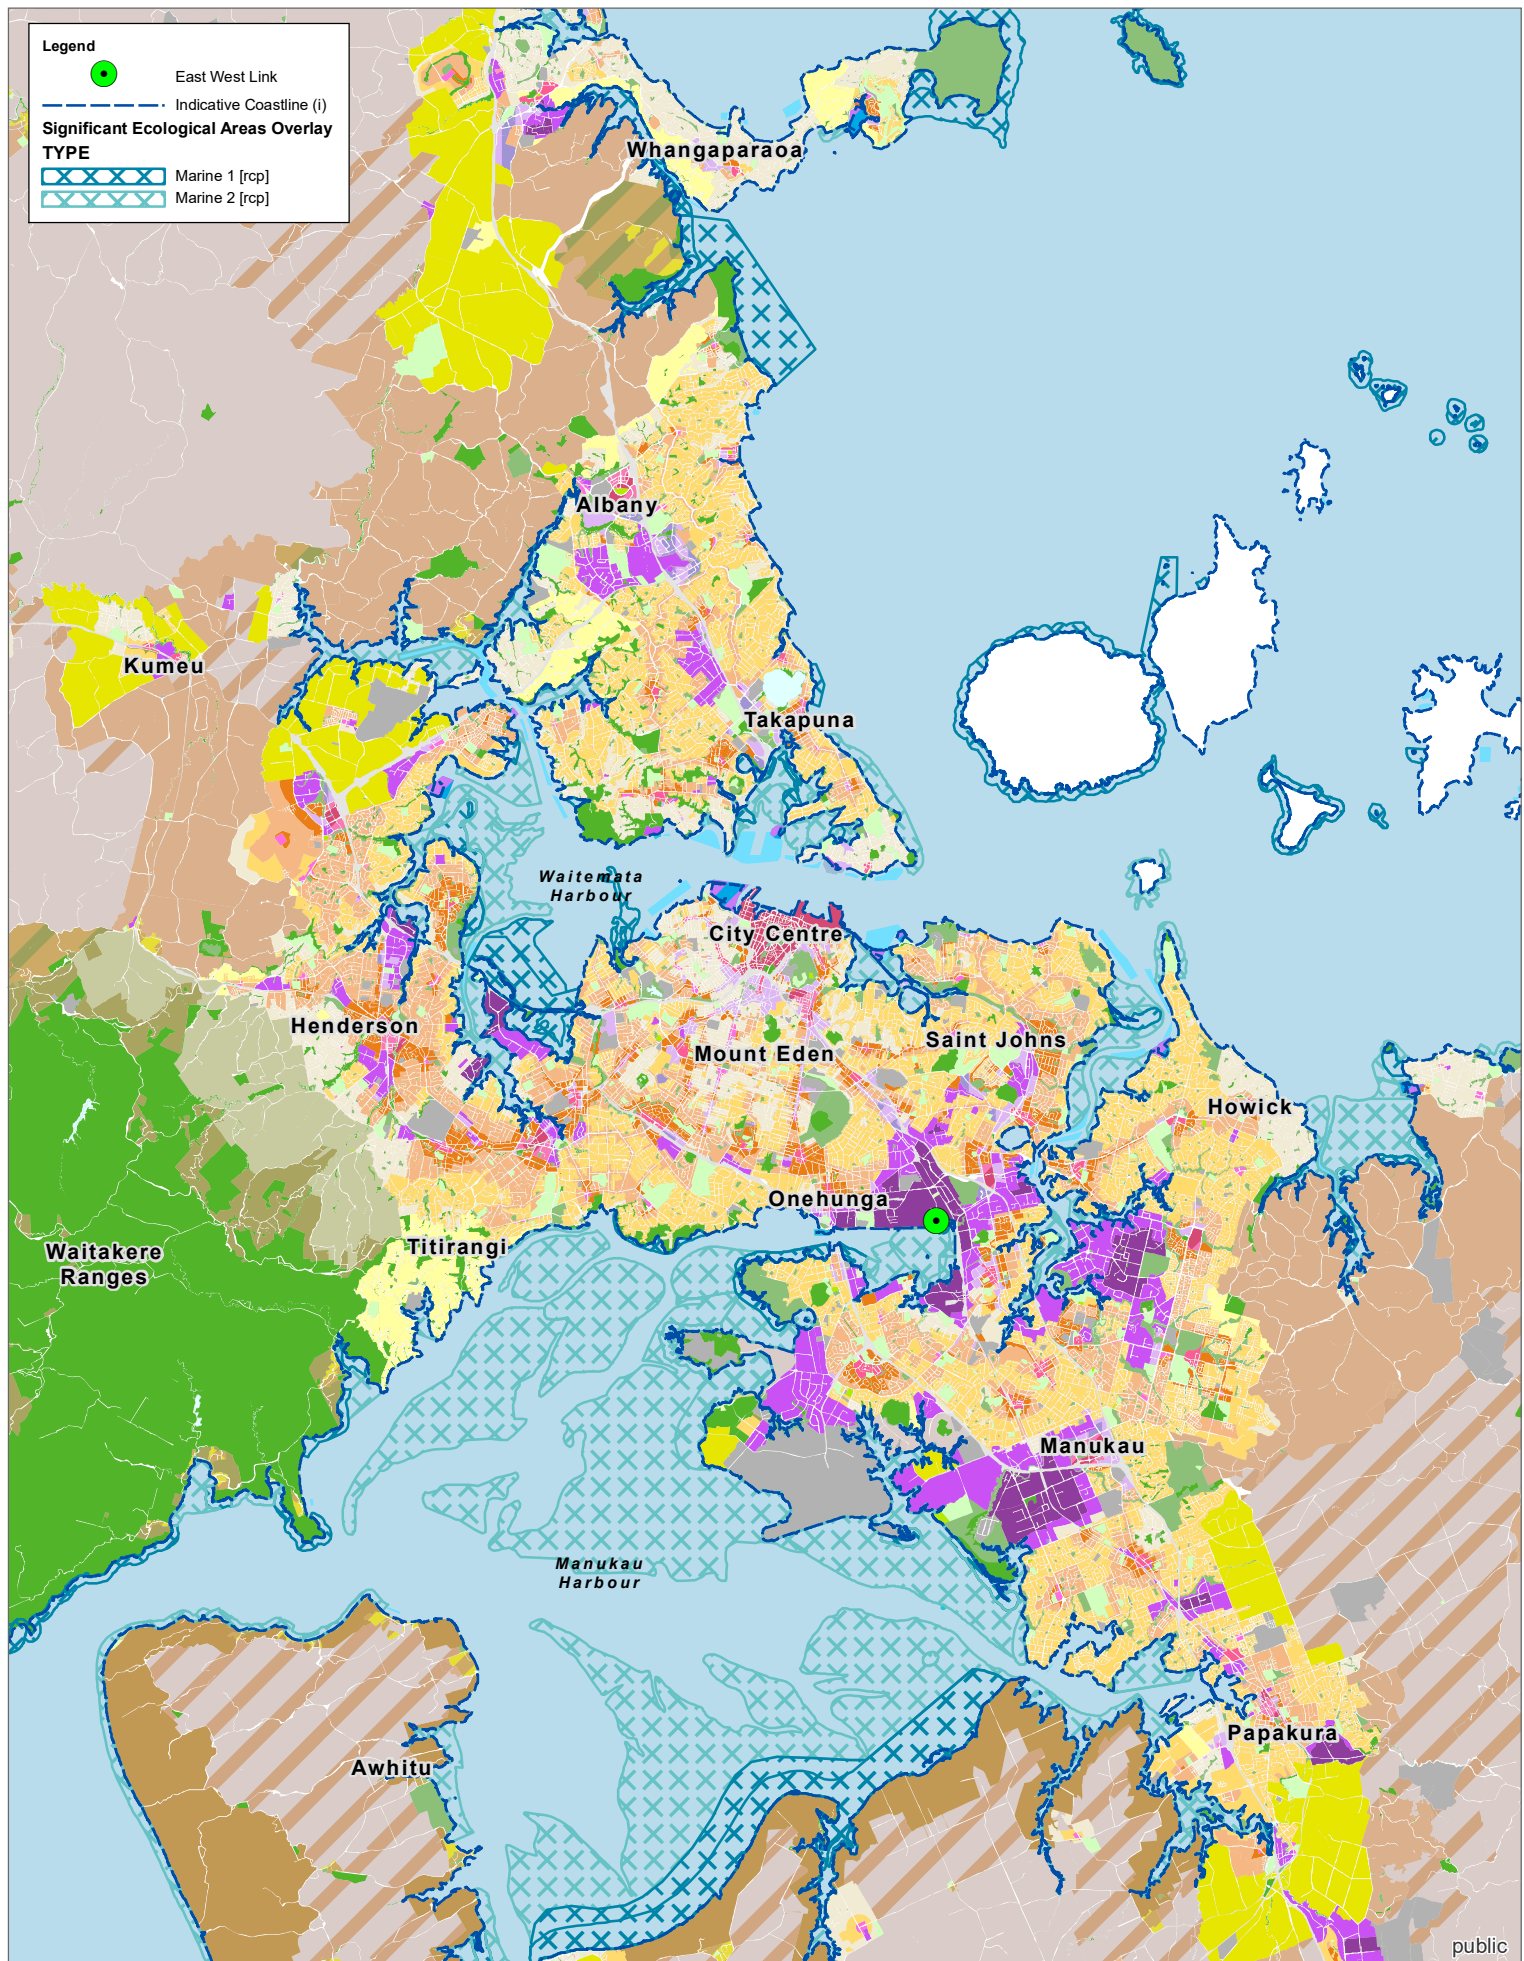 Legend
East West Link
Indicative Coastline (i)
Significant Ecological Areas Overlay
TYPE
Marine 1 [rcp]
Marine 2 [rcp]
Whangaparaoa
Albany
Kumeu
Takapuna
Waitemata
Harbour
City Centre
Henderson
Saint Johns
Mount Eden
Howick
Onehunga
Titirangi
Waitakere
Ranges
Manukau
Manukau
Harbour
Papakura
Awhitu
public